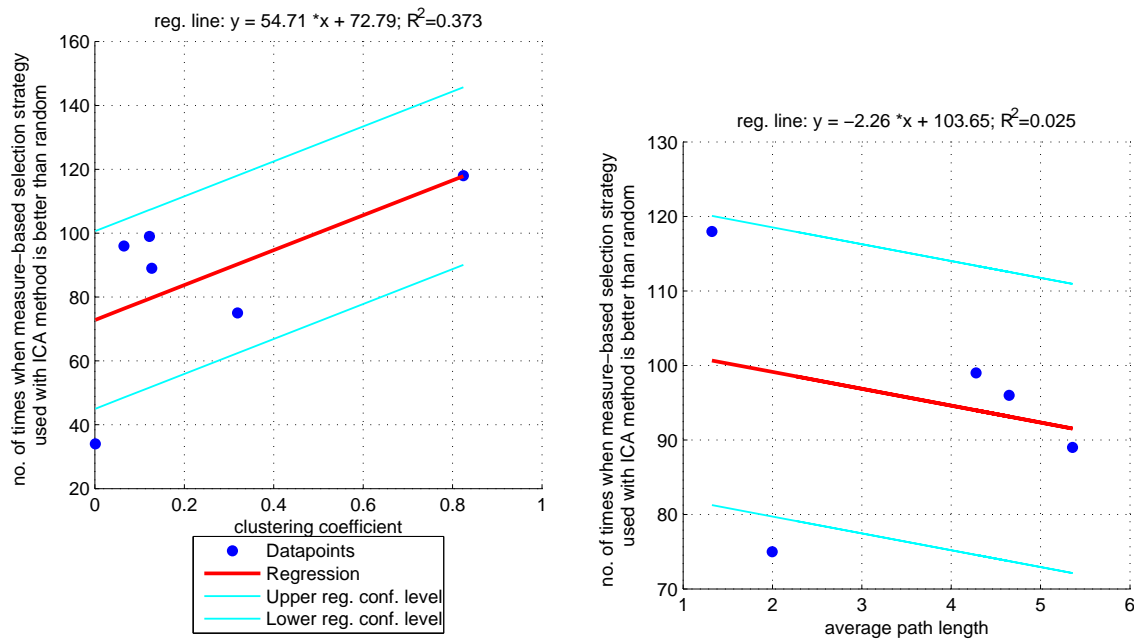 reg. line: y = 54.71 *x + 72.79; R²=0.373
no. of times when measure−based selection strategy
used with ICA method is better than random
160
140
120
100
80
60
40
20
0
0.2
0.4
0.6
0.8
1
clustering coefficient
Datapoints
Regression
Upper reg. conf. level
Lower reg. conf. level
reg. line: y = −2.26 *x + 103.65; R²=0.025
no. of times when measure−based selection strategy
used with ICA method is better than random
130
120
110
100
90
80
70
1
2
3
4
5
6
average path length